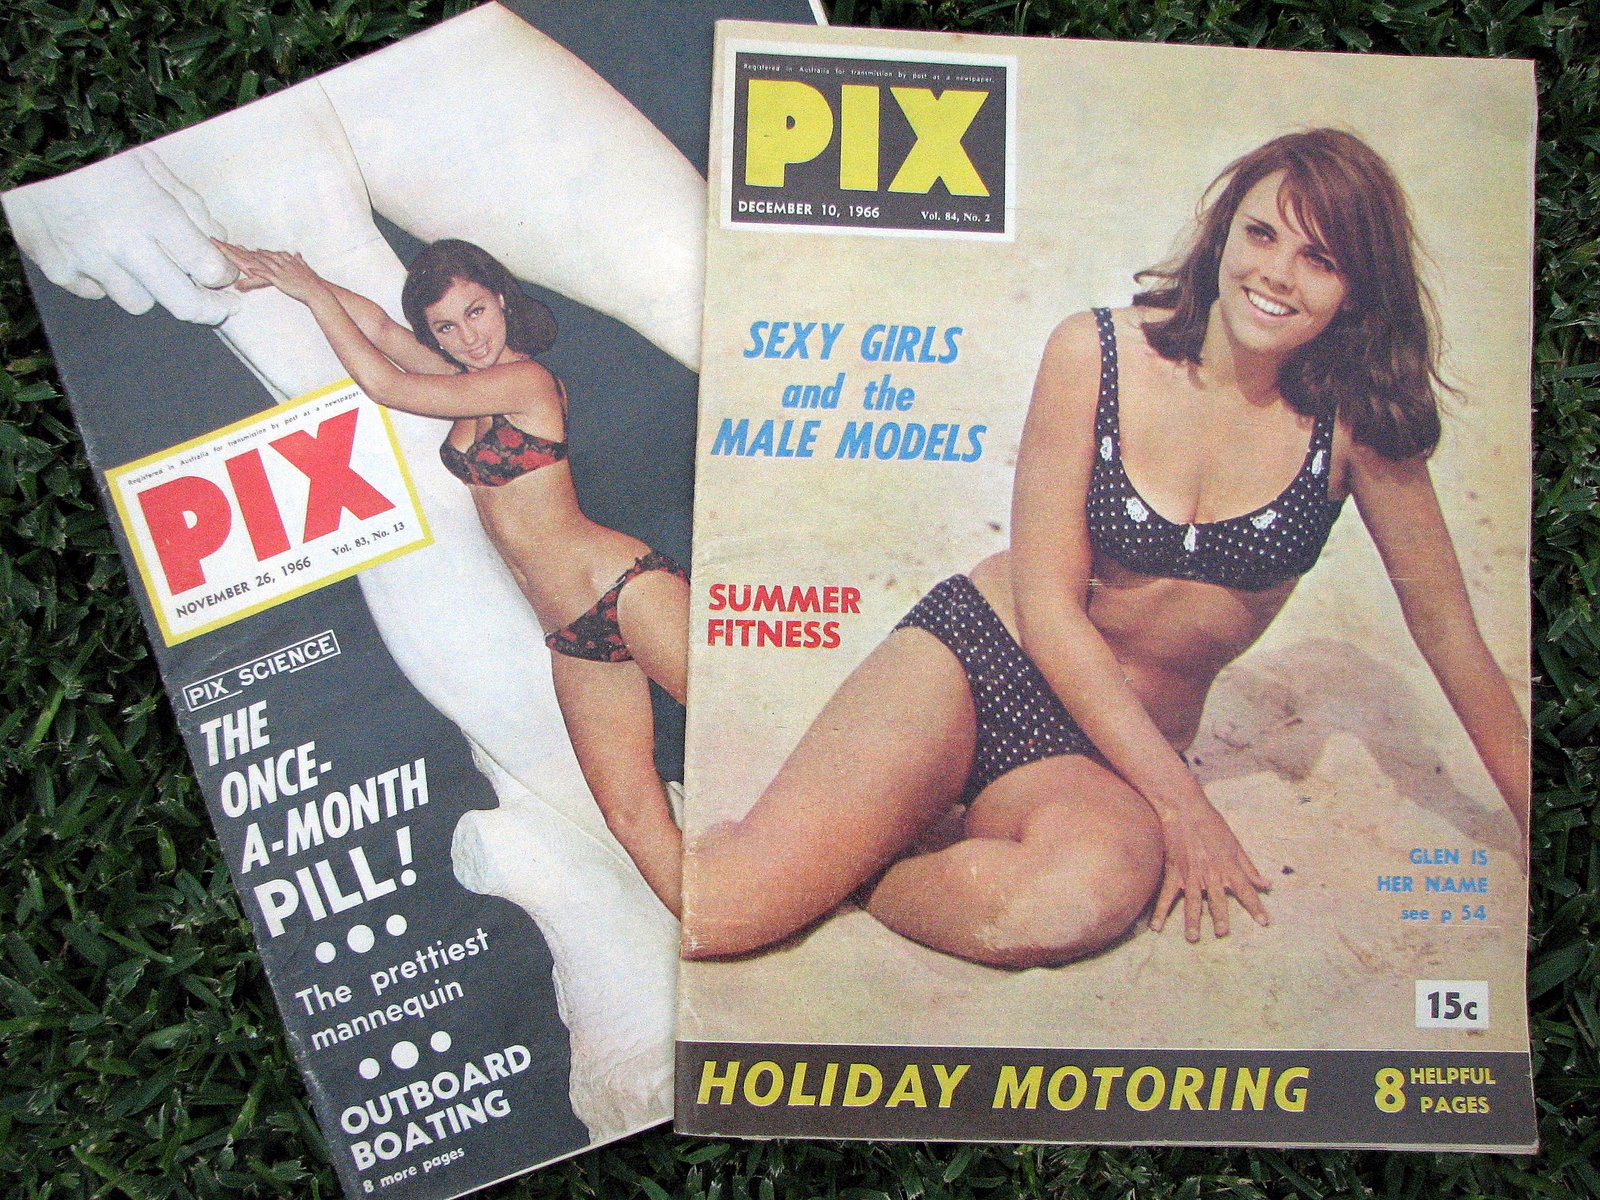 Registered in Australia for transmission by post as a newspaper.
PIX
NOVEMBER 26, 1966 Vol. 83, No. 13
PIX SCIENCE
THE
ONCE-
A-MONTH
PILL!
The prettiest
mannequin
OUTBOARD
BOATING
8 more pages
Registered in Australia for transmission by post as a newspaper.
PIX
DECEMBER 10, 1966 Vol. 84, No. 2
SEXY GIRLS
and the
MALE MODELS
SUMMER
FITNESS
GLEN IS
HER NAME
see p 54
15c
HOLIDAY MOTORING 8 HELPFUL
PAGES